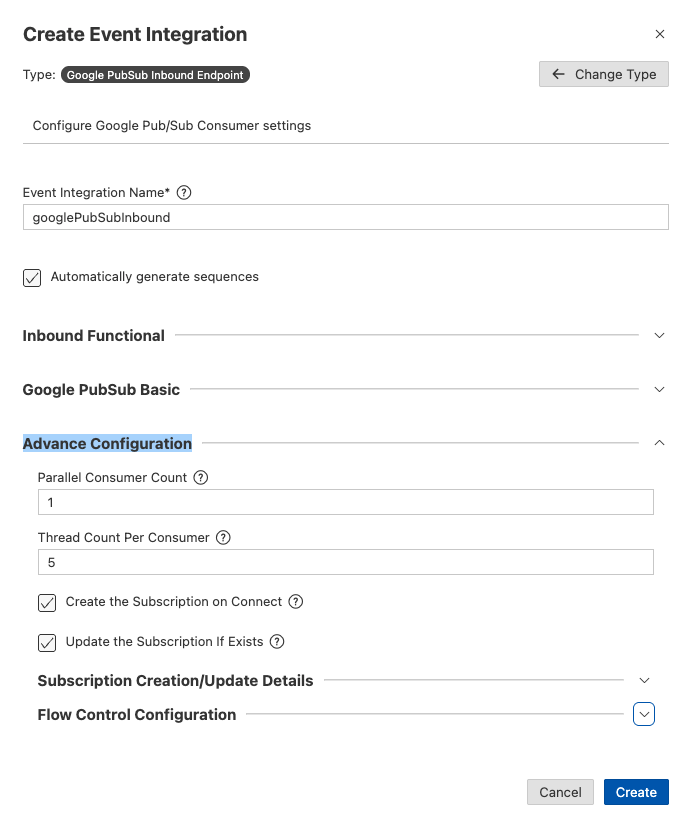 Create Event Integration
Type: Google PubSub Inbound Endpoint
Change Type
Configure Google Pub/Sub Consumer settings
Event Integration Name*
googlePubSubInbound
Automatically generate sequences
Inbound Functional
Google PubSub Basic
Advance Configuration
Parallel Consumer Count
1
Thread Count Per Consumer
5
Create the Subscription on Connect
Update the Subscription If Exists
Subscription Creation/Update Details
Flow Control Configuration
Cancel Create